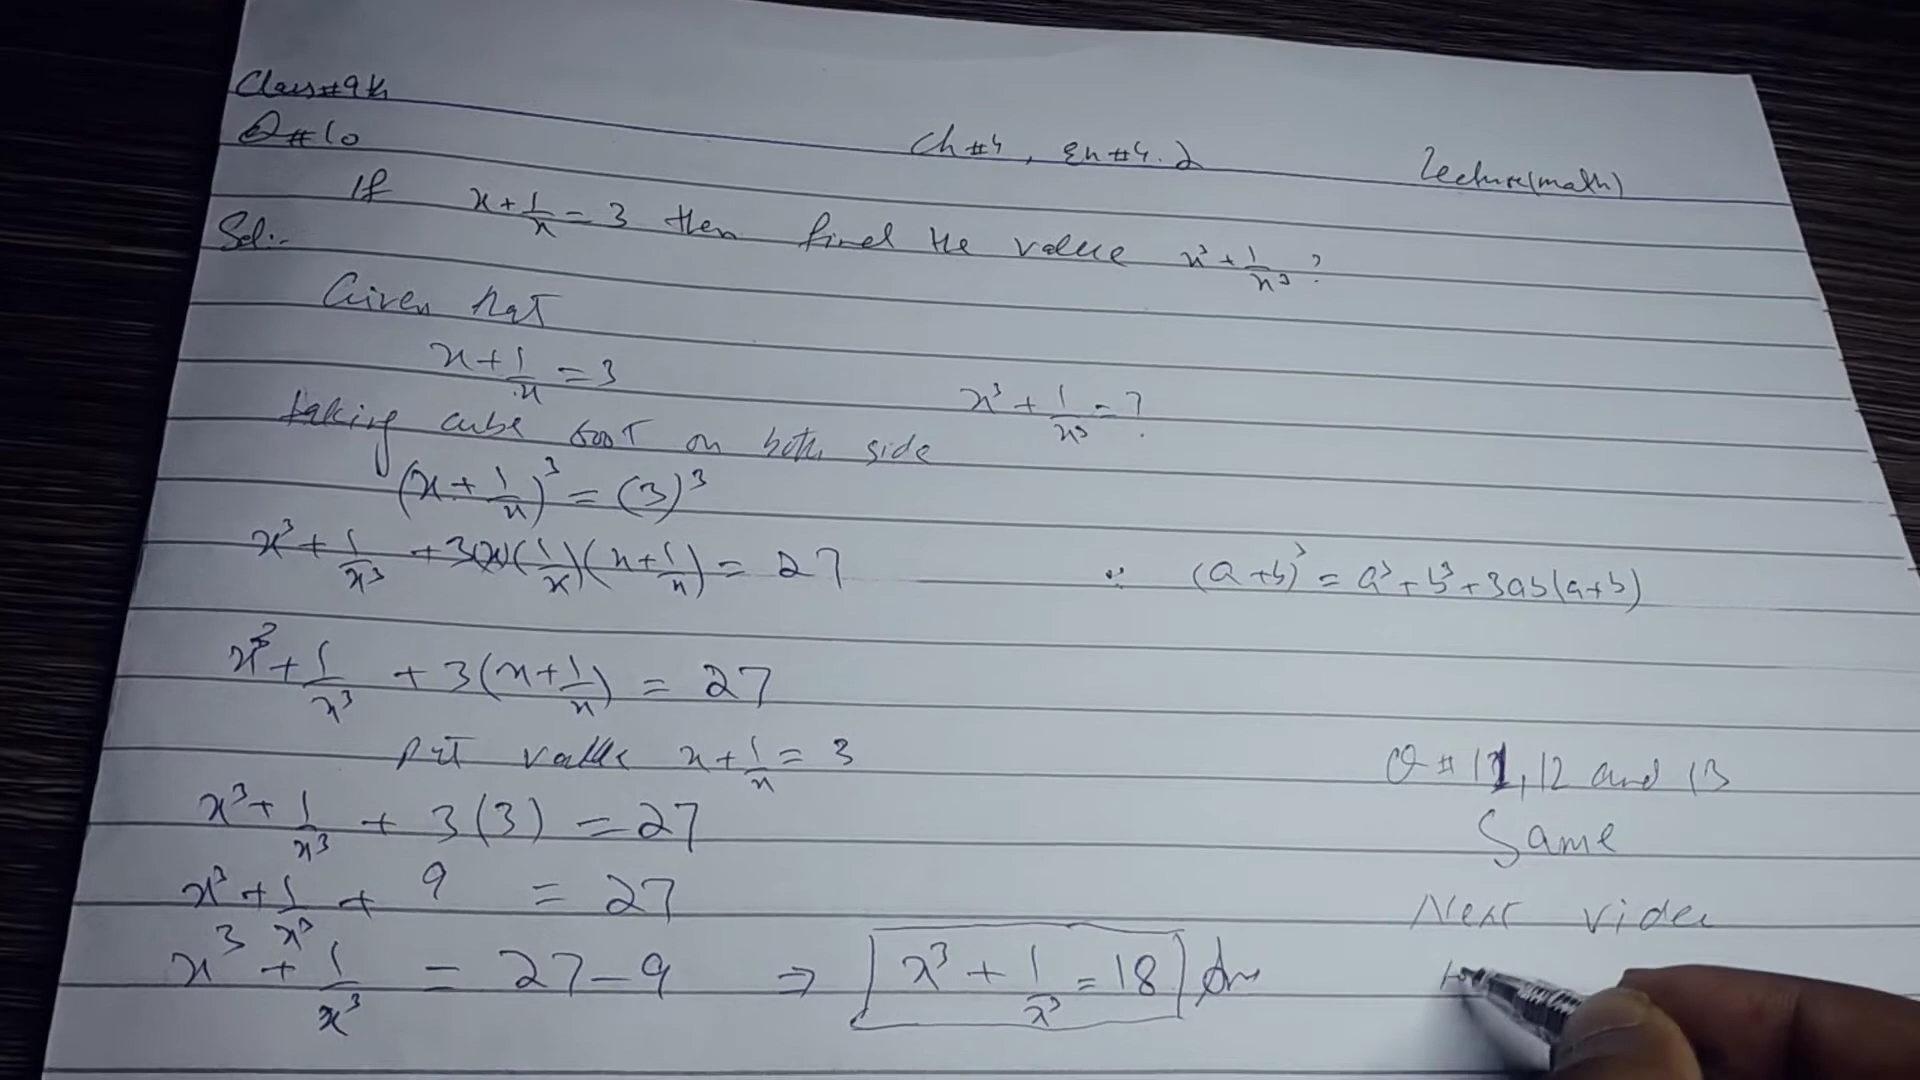 Class#9th
Q#10
Ch#4, Ex#4.2
Lecture(math)
If x+1/x=3 then find the value x³+1/x³?
Sol:-
Given that
x+1/x=3
x³+1/x³=?
taking cube root on both side
(x+1/x)³=(3)³
x³+1/x³+3(x)(1/x)(x+1/x)=27
∵ (a+b)³=a³+b³+3ab(a+b)
x³+1/x³+3(x+1/x)=27
Put value x+1/x=3
x³+1/x³+3(3)=27
x³+1/x³+9=27
x³+1/x³=27-9 ⇒ x³+1/x³=18 Ans
Q#11,12 and 13
Same
Next video